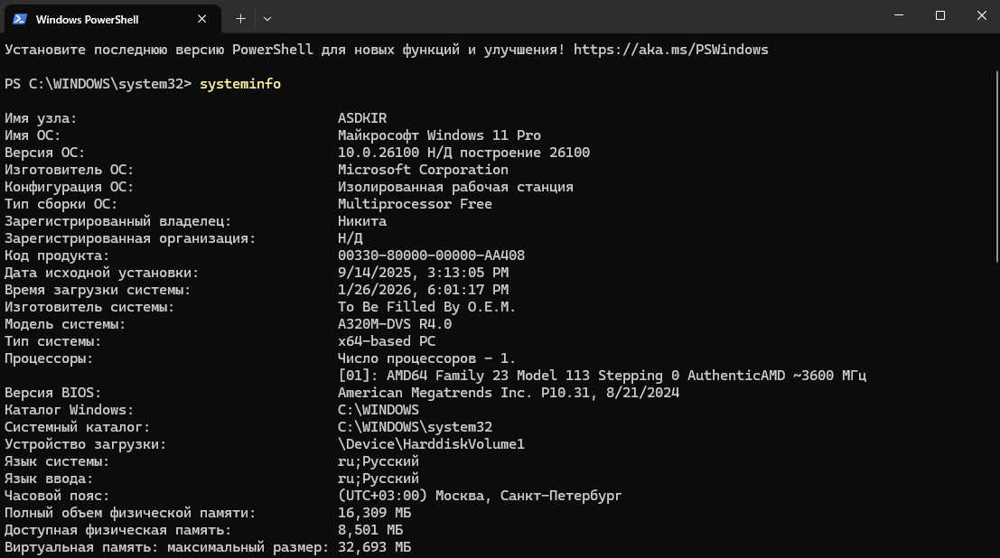 Windows PowerShell
Установите последнюю версию PowerShell для новых функций и улучшения! https://aka.ms/PSWindows
PS C:\WINDOWS\system32> systeminfo
Имя узла: ASDKIR
Имя ОС: Майкрософт Windows 11 Pro
Версия ОС: 10.0.26100 Н/Д построение 26100
Изготовитель ОС: Microsoft Corporation
Конфигурация ОС: Изолированная рабочая станция
Тип сборки ОС: Multiprocessor Free
Зарегистрированный владелец: Никита
Зарегистрированная организация: Н/Д
Код продукта: 00330-80000-00000-AA408
Дата исходной установки: 9/14/2025, 3:13:05 PM
Время загрузки системы: 1/26/2026, 6:01:17 PM
Изготовитель системы: To Be Filled By O.E.M.
Модель системы: A320M-DVS R4.0
Тип системы: x64-based PC
Процессоры: Число процессоров - 1.
[01]: AMD64 Family 23 Model 113 Stepping 0 AuthenticAMD ~3600 МГц
Версия BIOS: American Megatrends Inc. P10.31, 8/21/2024
Каталог Windows: C:\WINDOWS
Системный каталог: C:\WINDOWS\system32
Устройство загрузки: \Device\HarddiskVolume1
Язык системы: ru;Русский
Язык ввода: ru;Русский
Часовой пояс: (UTC+03:00) Москва, Санкт-Петербург
Полный объем физической памяти: 16,309 МБ
Доступная физическая память: 8,501 МБ
Виртуальная память: максимальный размер: 32,693 МБ